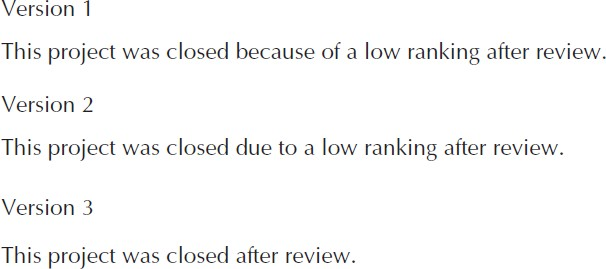 Version 1
This project was closed because of a low ranking after review.
Version 2
This project was closed due to a low ranking after review.
Version 3
This project was closed after review.